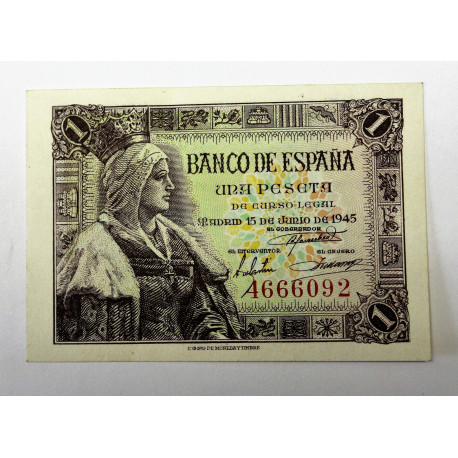 1
1
BANCO DE ESPAÑA
UNA PESETA
DE CURSO LEGAL
MADRID 15 DE JUNIO DE 1945
EL GOBERNADOR
EL INTERVENTOR EL CAJERO
4666092
1